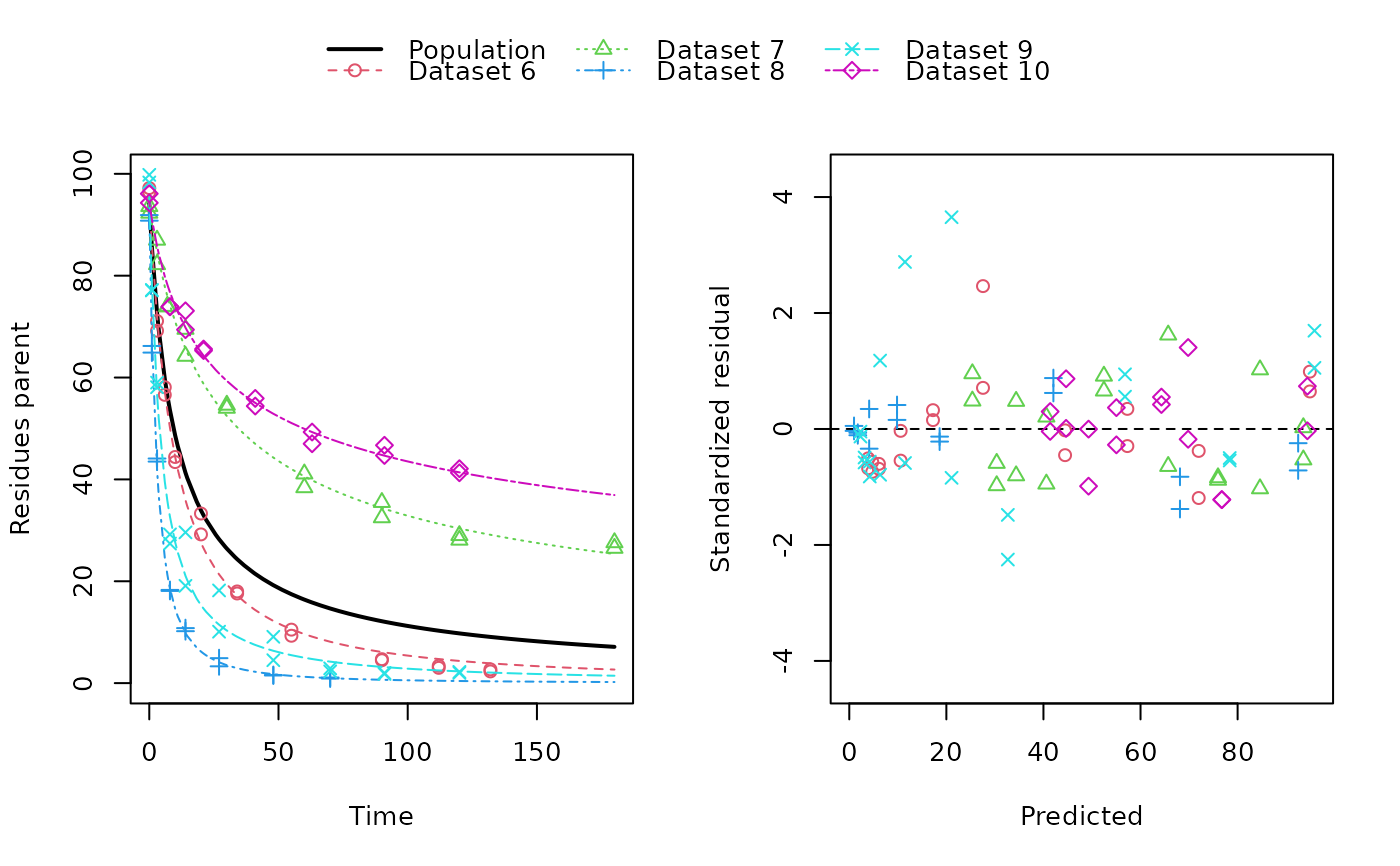 Population Dataset 7 Dataset 9
Dataset 6 Dataset 8 Dataset 10
Residues parent
100
80
60
40
20
0
0 50 100 150
Time
Standardized residual
4
2
0
-2
-4
0 20 40 60 80
Predicted